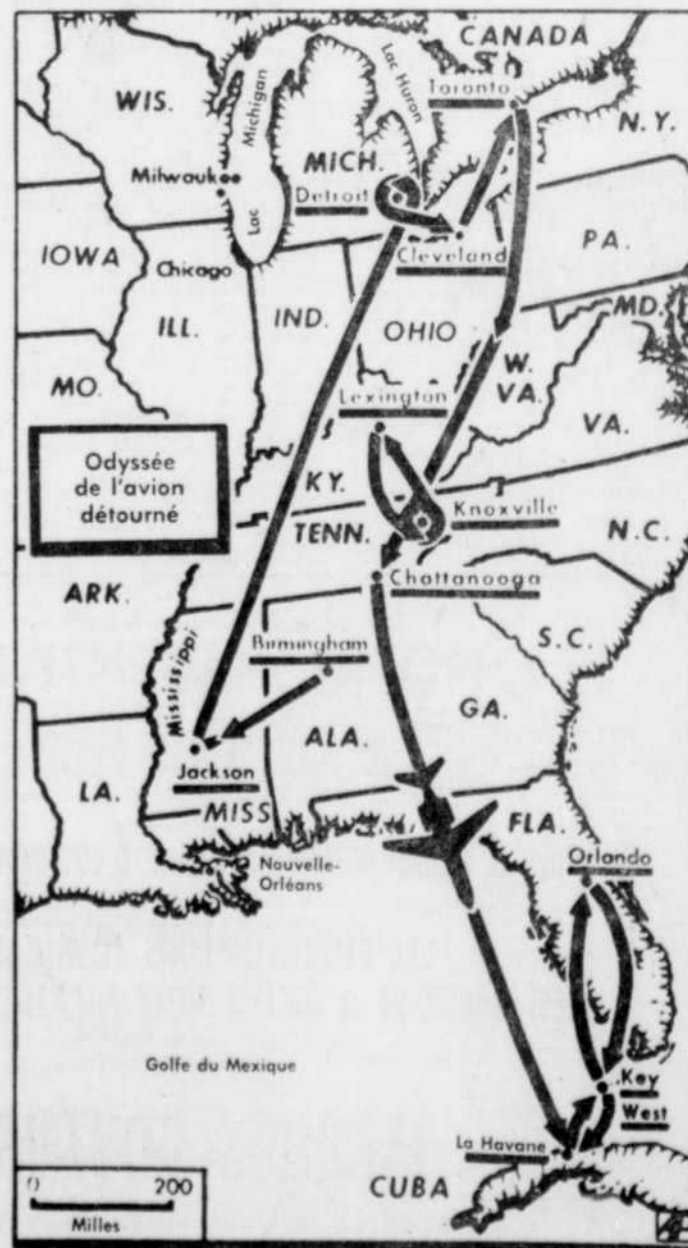 CANADA
Toronto
Lac Huron
WIS.
Michigan
Lac
N.Y.
MICH.
Milwauk
Detroit
PA.
IOWA
Cleveland
Chicago
MD.
IND.
OHIO
ILL.
W.
VA.
MO.
Lexington
VA.
Odyssée
de l'avion
détourné
KY.
Knoxville
TENN.
N.C.
Chattanooga
ARK.
S.C.
Birmingham
Mississippi
GA.
ALA.
Jackson
LA.
MISS
FLA.
Nouvelle-
Orléans
Orlando
Golfe du Mexique
Key
West
La Havane
CUBA
0 200
Milles